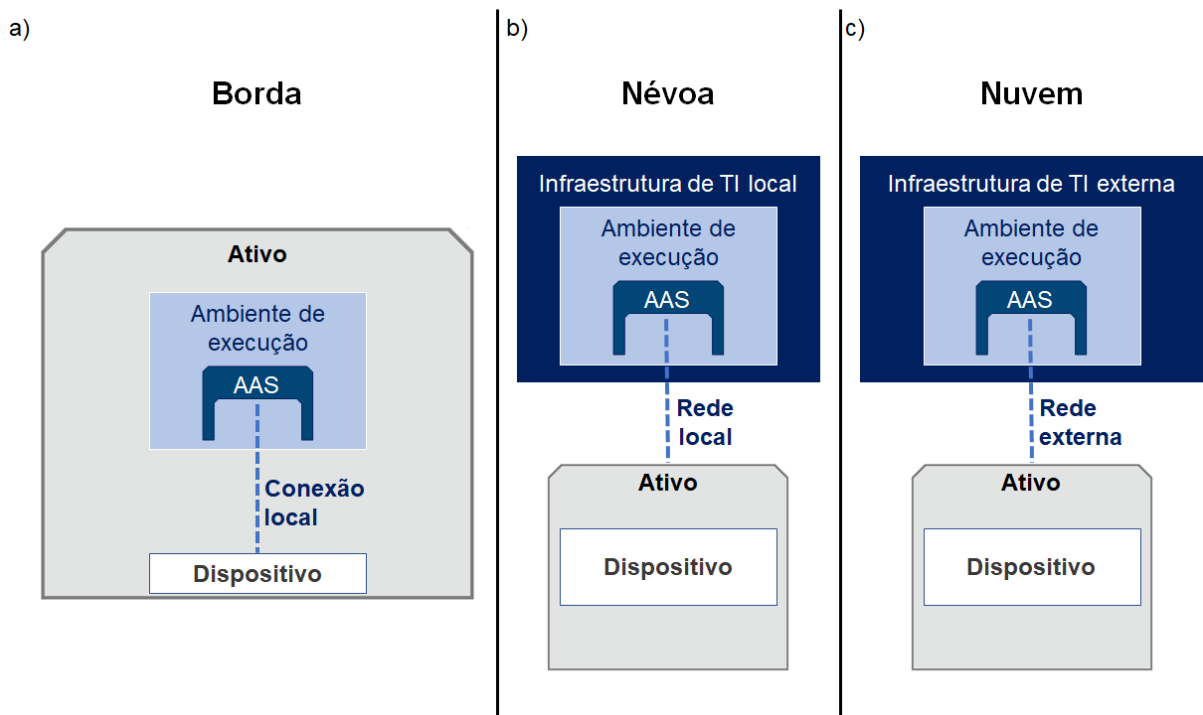 a)
Borda
Ativo
Ambiente de
execução
AAS
Conexão
local
Dispositivo
b)
Névoa
Infraestrutura de TI local
Ambiente de
execução
AAS
Rede
local
Ativo
Dispositivo
c)
Nuvem
Infraestrutura de TI externa
Ambiente de
execução
AAS
Rede
externa
Ativo
Dispositivo